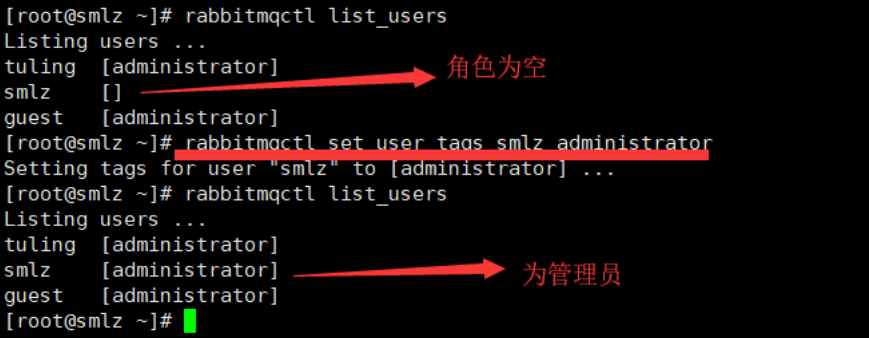 [root@smlz ~]# rabbitmqctl list_users
Listing users ...
tuling [administrator]
角色为空
smlz []
guest [administrator]
[root@smlz ~]# rabbitmqctl set_user_tags smlz administrator
Setting tags for user "smlz" to [administrator] ...
[root@smlz ~]# rabbitmqctl list_users
Listing users ...
tuling [administrator]
smlz [administrator]
为管理员
guest [administrator]
[root@smlz ~]#